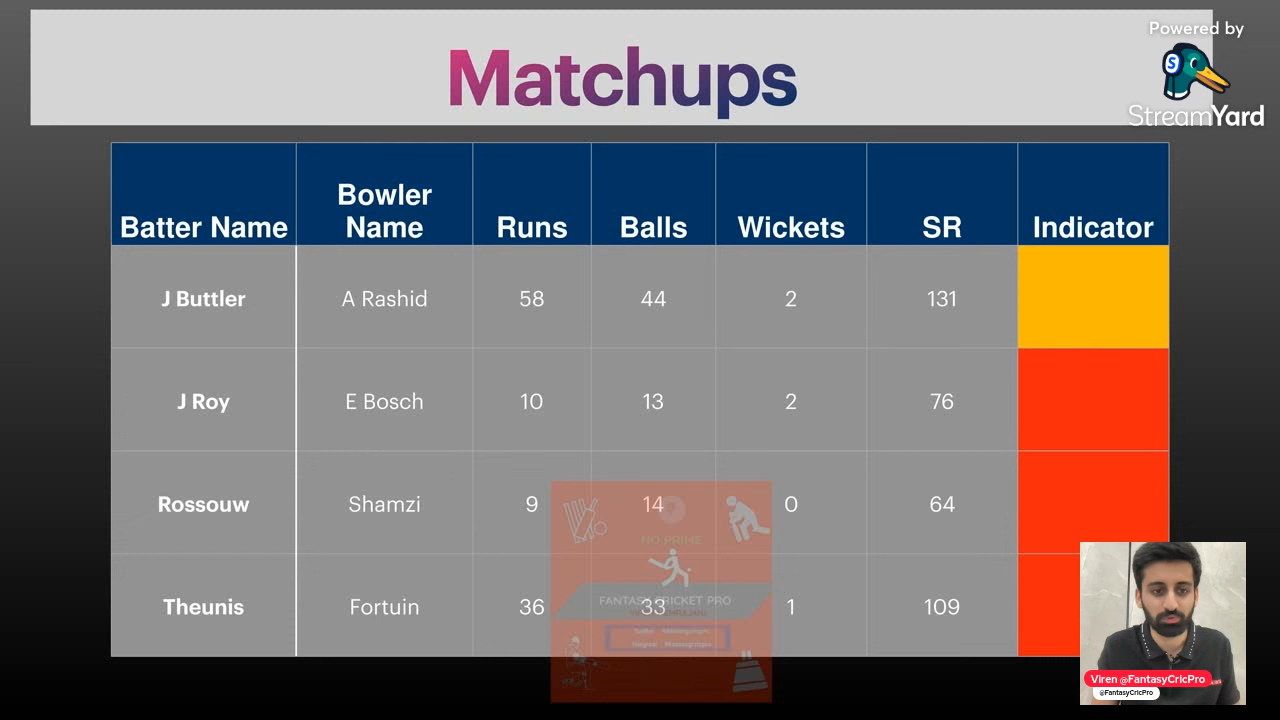 Powered by
StreamYard
Matchups
Batter Name Bowler Name Runs Balls Wickets SR Indicator
J Buttler A Rashid 58 44 2 131
J Roy E Bosch 10 13 2 76
Rossouw Shamzi 9 14 0 64
Theunis Fortuin 36 33 1 109
NO PRIME
FANTASY CRICKET PRO
Viren @FantasyCricPro
@FantasyCricPro